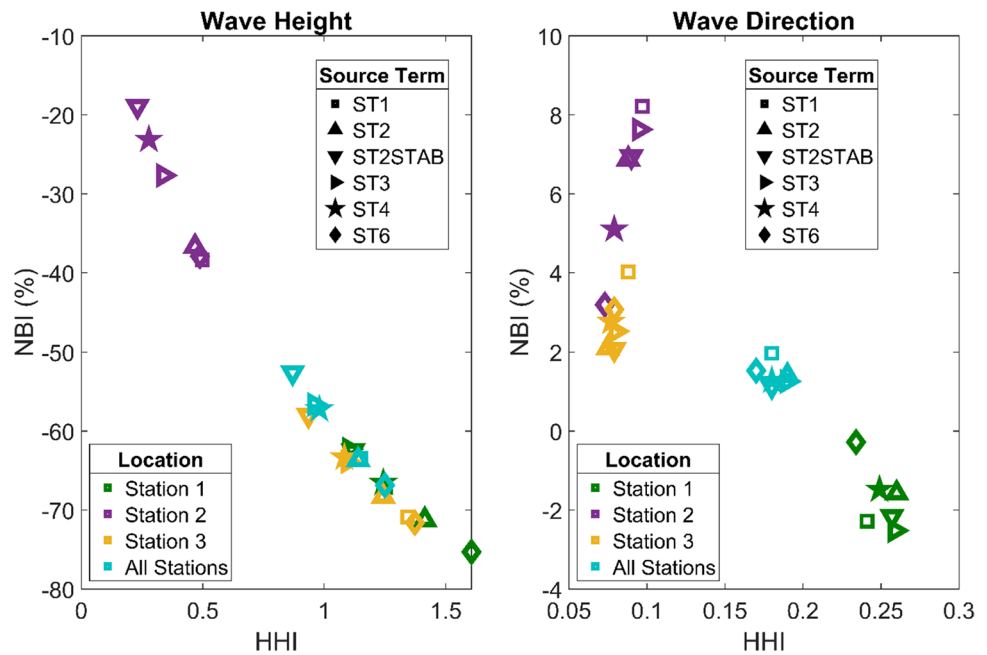 Wave Height
-10
-20
-30
-40
-50
-60
-70
-80
NBI (%)
0
0.5
1
1.5
HHI
Source Term
ST1
ST2
ST2STAB
ST3
ST4
ST6
Location
Station 1
Station 2
Station 3
All Stations
Wave Direction
10
8
6
4
2
0
-2
-4
NBI (%)
0.05
0.1
0.15
0.2
0.25
0.3
HHI
Source Term
ST1
ST2
ST2STAB
ST3
ST4
ST6
Location
Station 1
Station 2
Station 3
All Stations